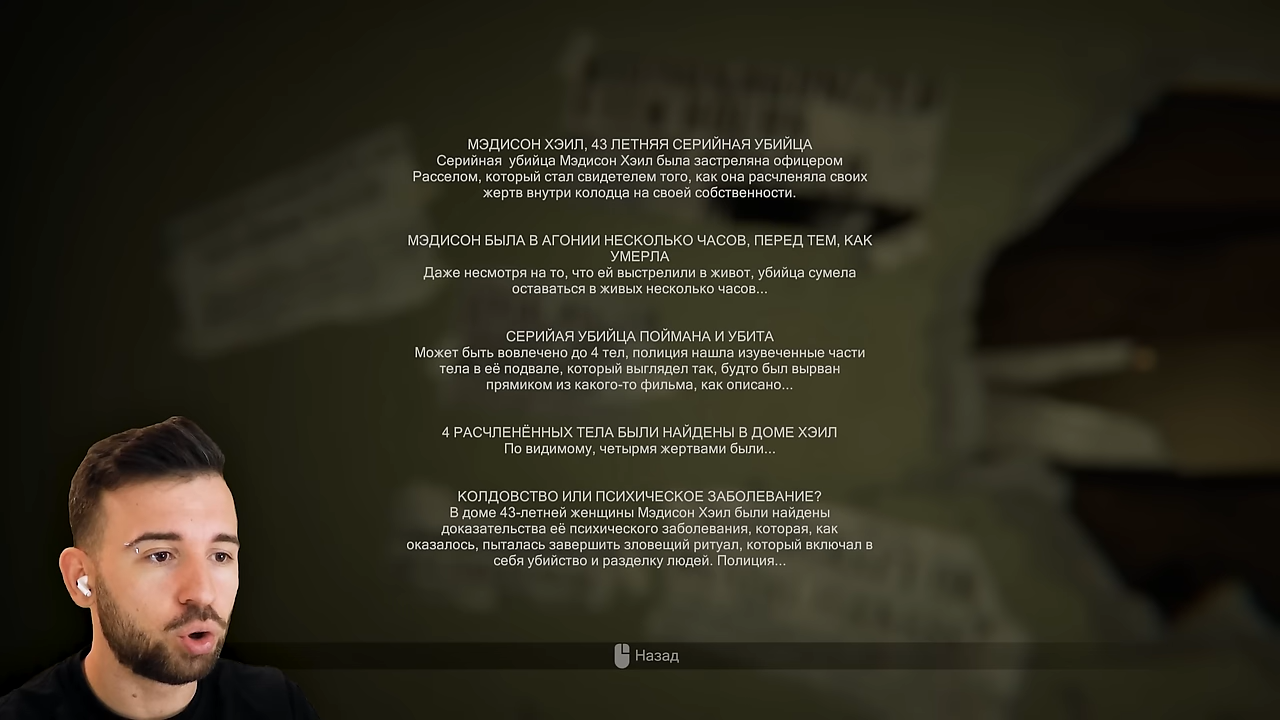 МЭДИСОН ХЭИЛ, 43 ЛЕТНЯЯ СЕРИЙНАЯ УБИЙЦА
Серийная  убийца Мэдисон Хэил была застреляна офицером
Расселом, который стал свидетелем того, как она расчленяла своих
жертв внутри колодца на своей собственности.
МЭДИСОН БЫЛА В АГОНИИ НЕСКОЛЬКО ЧАСОВ, ПЕРЕД ТЕМ, КАК
УМЕРЛА
Даже несмотря на то, что ей выстрелили в живот, убийца сумела
оставаться в живых несколько часов...
СЕРИЙАЯ УБИЙЦА ПОЙМАНА И УБИТА
Может быть вовлечено до 4 тел, полиция нашла изувеченные части
тела в её подвале, который выглядел так, будто был вырван
прямиком из какого-то фильма, как описано...
4 РАСЧЛЕНЁННЫХ ТЕЛА БЫЛИ НАЙДЕНЫ В ДОМЕ ХЭИЛ
По видимому, четырмя жертвами были...
КОЛДОВСТВО ИЛИ ПСИХИЧЕСКОЕ ЗАБОЛЕВАНИЕ?
В доме 43-летней женщины Мэдисон Хэил были найдены
доказательства её психического заболевания, которая, как
оказалось, пыталась завершить зловещий ритуал, который включал в
себя убийство и разделку людей. Полиция...
Назад